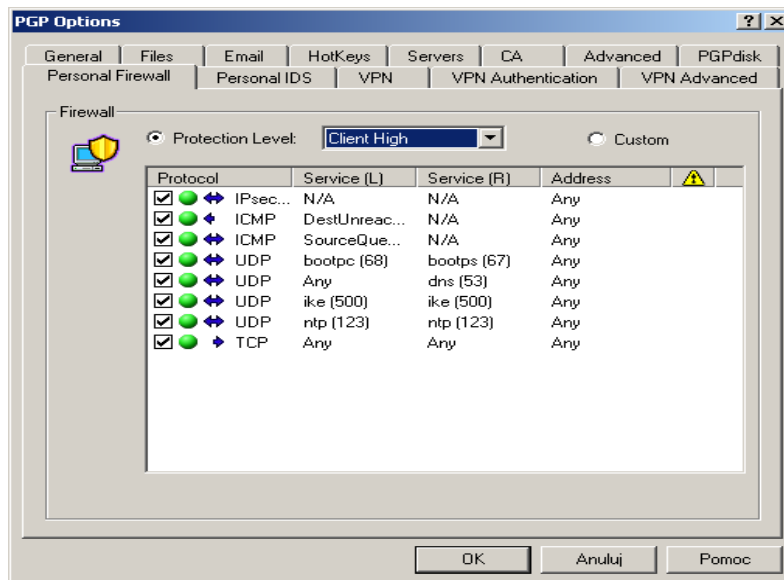 PGP Options
General Files Email HotKeys Servers CA Advanced PGPdisk
Personal Firewall Personal IDS VPN VPN Authentication VPN Advanced
Firewall
Protection Level: Client High Custom
Protocol Service (L) Service (R) Address
IPsec... N/A N/A Any
ICMP DestUnreac... N/A Any
ICMP SourceQue... N/A Any
UDP bootpc (68) bootps (67) Any
UDP Any dns (53) Any
UDP ike (500) ike (500) Any
UDP ntp (123) ntp (123) Any
TCP Any Any Any
OK Anuluj Pomoc